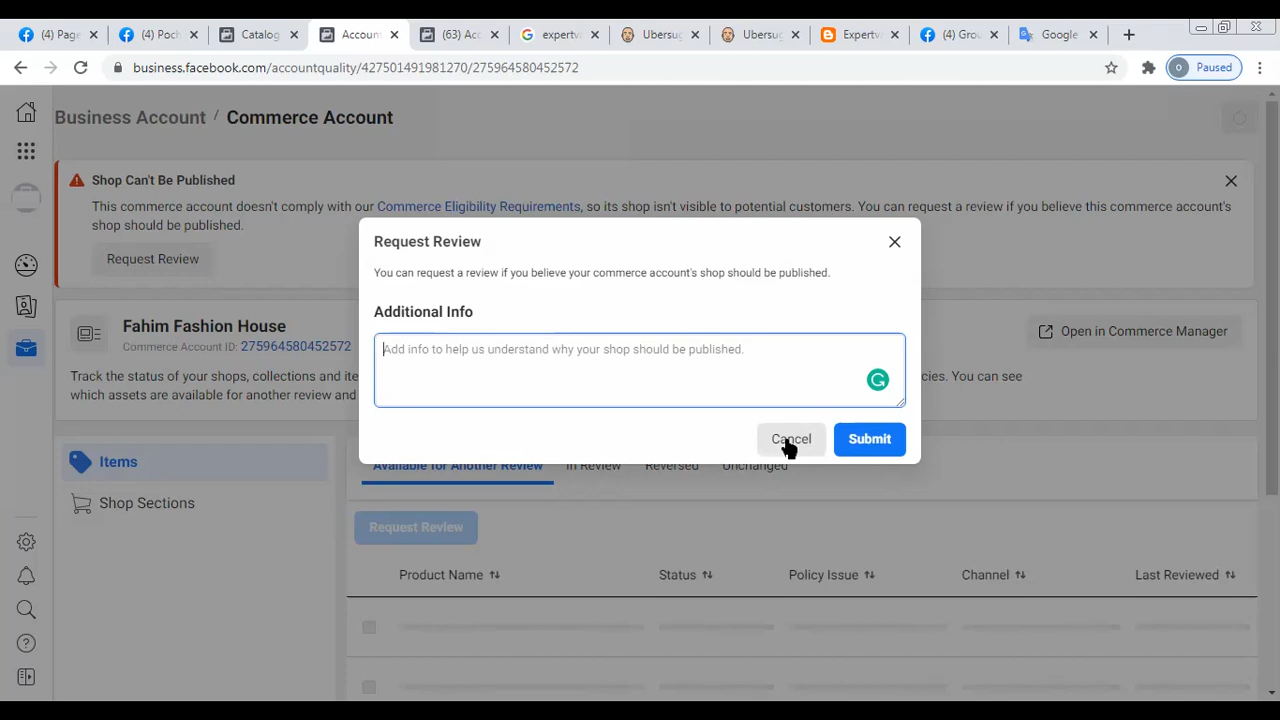 (4) Page
(4) Poch
Catalog
Accoun
(63) Acc
expertv
Ubersug
Ubersug
Expertv
(4) Gro
Google
business.facebook.com/accountquality/427501491981270/275964580452572
Paused
Business Account / Commerce Account
Shop Can't Be Published
This commerce account doesn't comply with our Commerce Eligibility Requirements, so its shop isn't visible to potential customers. You can request a review if you believe this commerce account's
shop should be published.
Request Review
Request Review
You can request a review if you believe your commerce account's shop should be published.
Additional Info
Add info to help us understand why your shop should be published.
Cancel
Submit
Fahim Fashion House
Commerce Account ID: 275964580452572
Open in Commerce Manager
Track the status of your shops, collections and ite
cies. You can see
which assets are available for another review and
Items
Shop Sections
Available for Another Review
In Review
Reversed
Unchanged
Request Review
Product Name
Status
Policy Issue
Channel
Last Reviewed